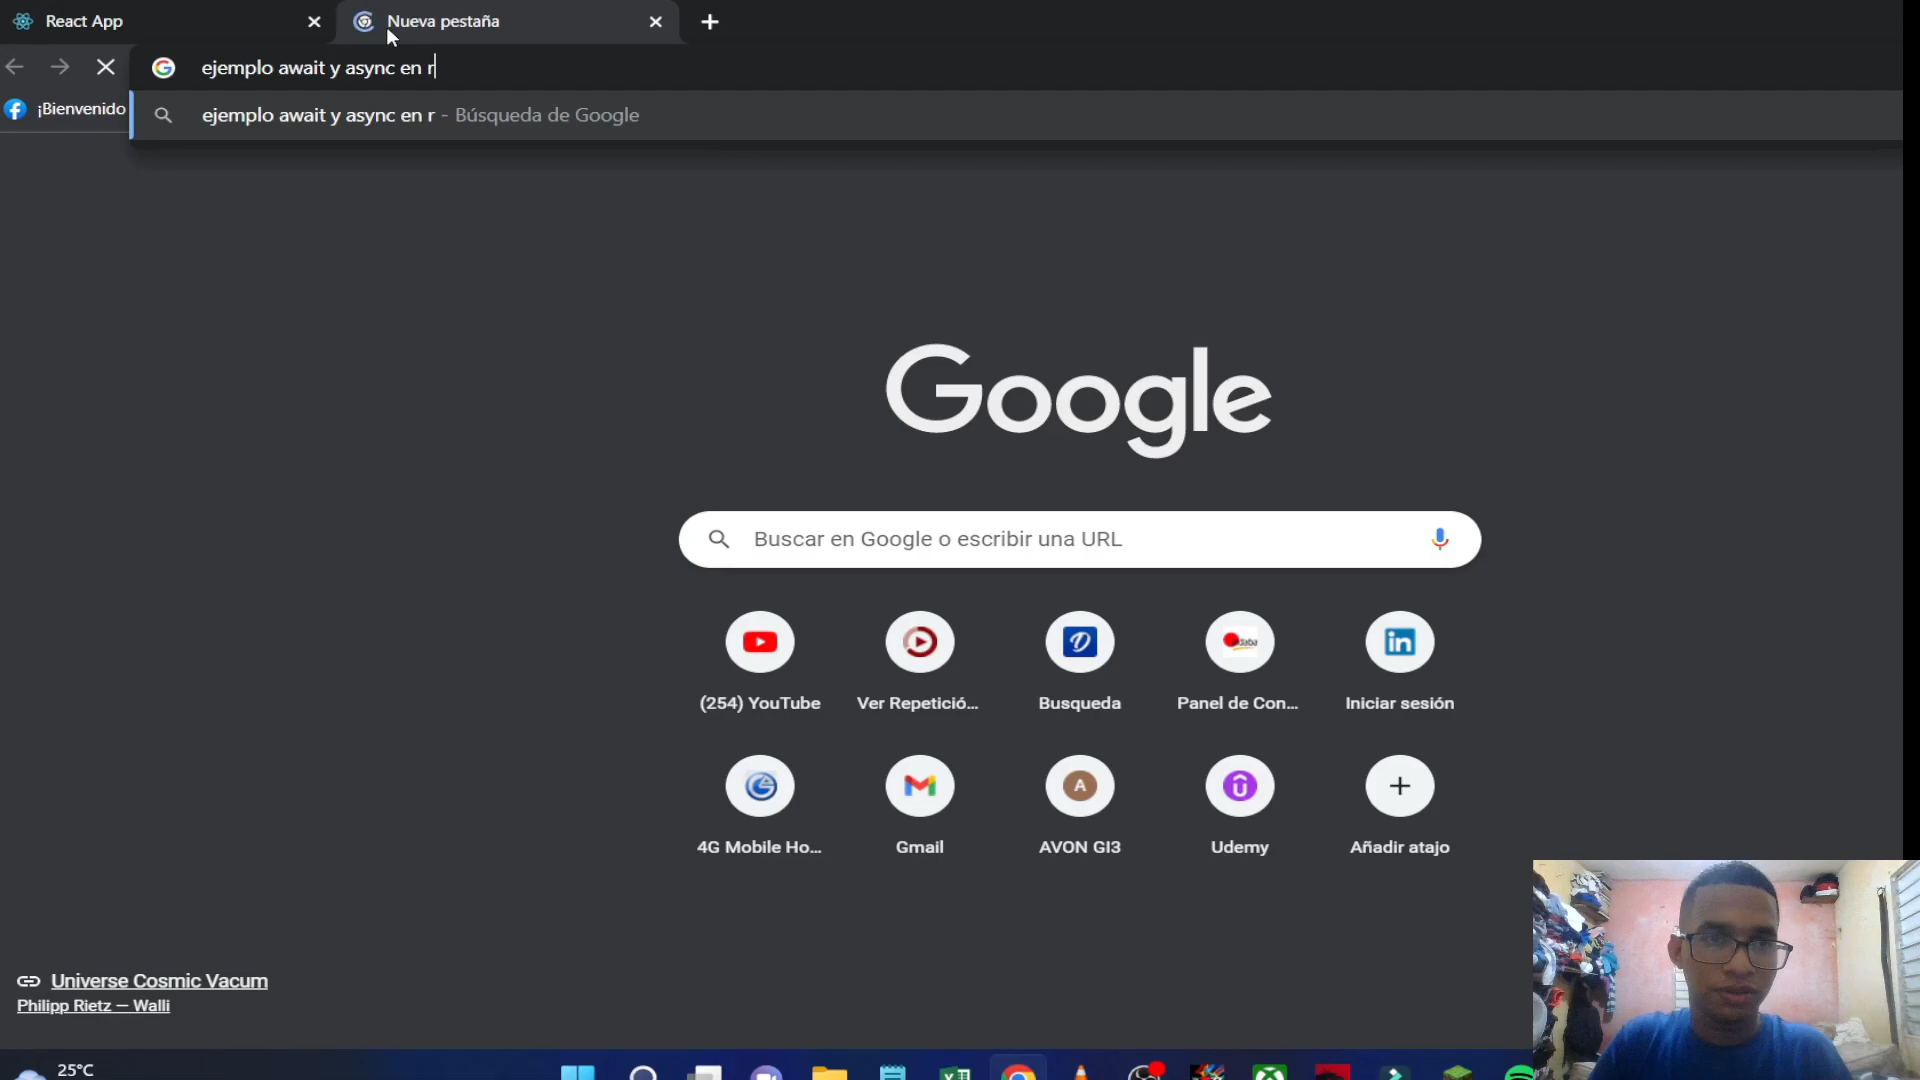 React App
Nueva pestaña
ejemplo await y async en r
¡Bienvenido
ejemplo await y async en r - Búsqueda de Google
Google
Buscar en Google o escribir una URL
(254) YouTube
Ver Repetició...
Busqueda
Panel de Con...
Iniciar sesión
4G Mobile Ho...
Gmail
A
AVON GI3
Udemy
Añadir atajo
Universe Cosmic Vacum
Philipp Rietz — Walli
25°C